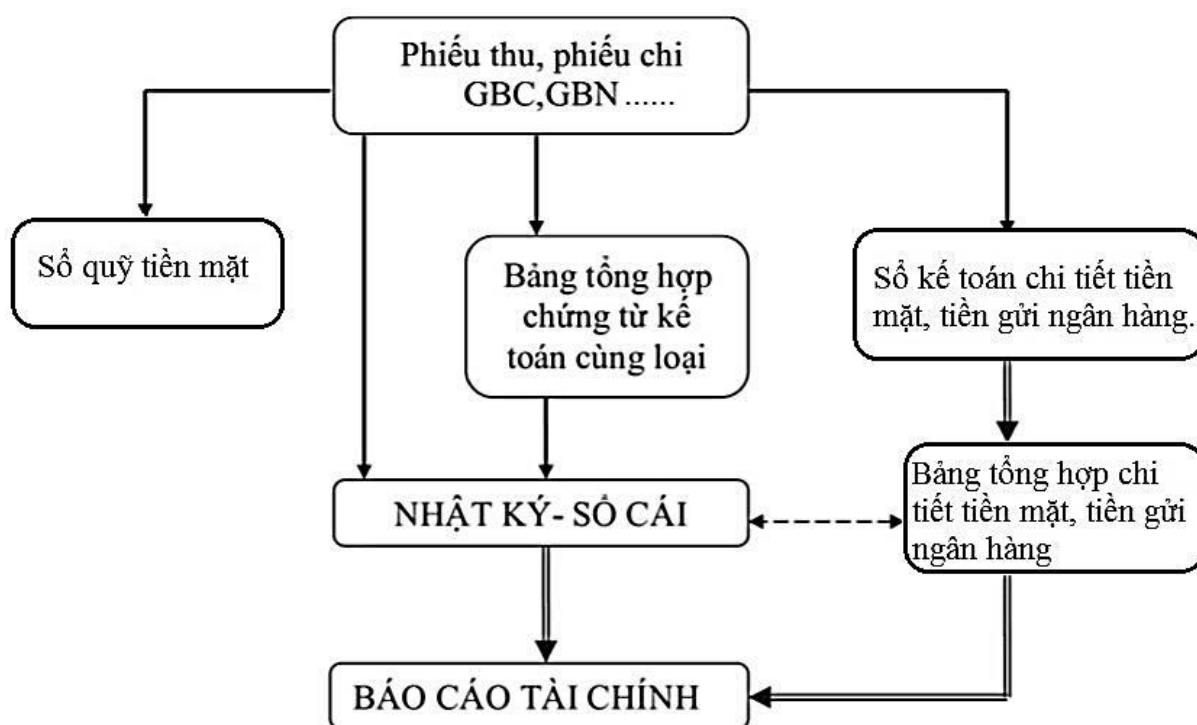 Phiếu thu, phiếu chi
GBC,GBN ......
Sổ quỹ tiền mặt
Bảng tổng hợp
chứng từ kế
toán cùng loại
Sổ kế toán chi tiết tiền
mặt, tiền gửi ngân hàng.
NHẬT KÝ- SỔ CÁI
Bảng tổng hợp chi
tiết tiền mặt, tiền gửi
ngân hàng
BÁO CÁO TÀI CHÍNH